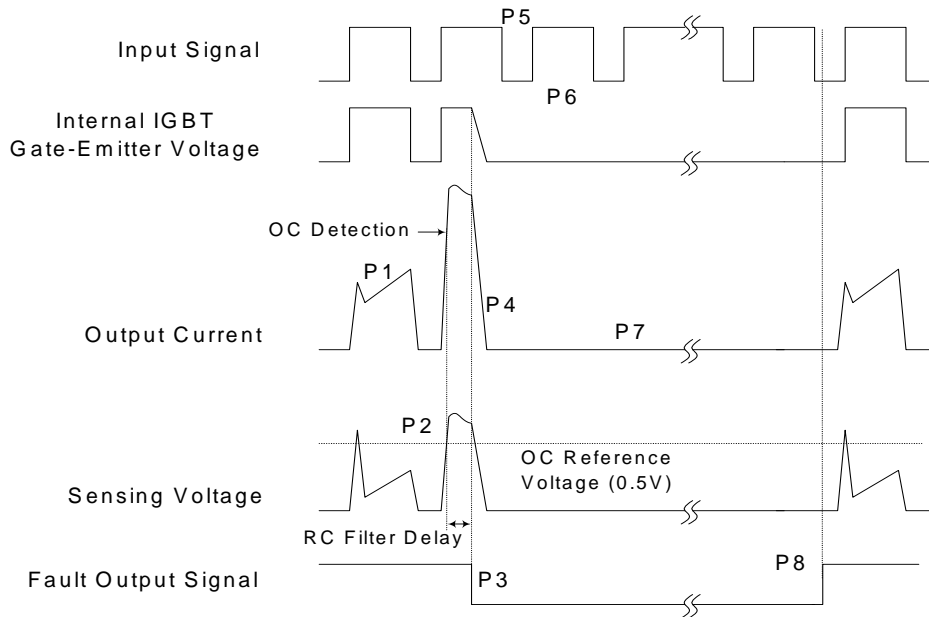 P5
Input Signal
P6
Internal IGBT
Gate-Emitter Voltage
OC Detection
P1
P4
Output Current
P7
P2
OC Reference
Voltage (0.5V)
Sensing Voltage
RC Filter Delay
P8
Fault Output Signal
P3